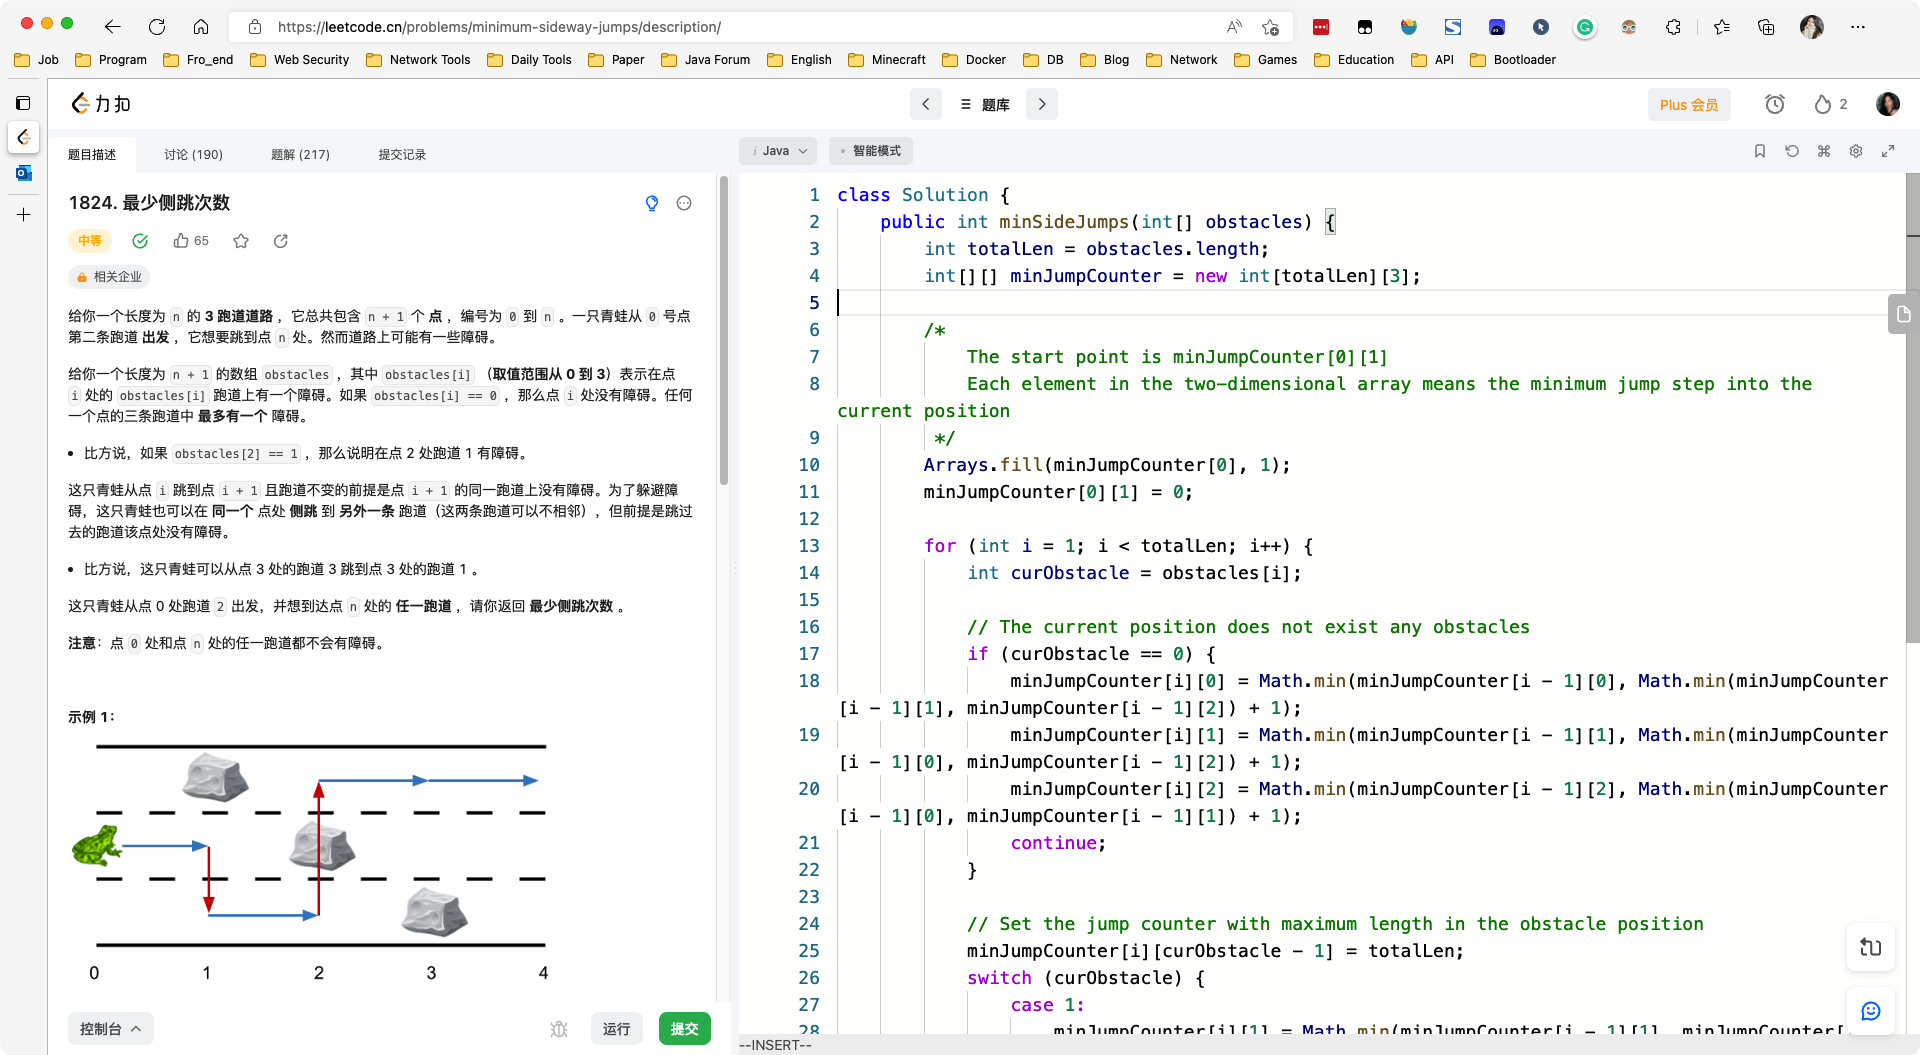 https://leetcode.cn/problems/minimum-sideway-jumps/description/
Job Program Fro_end Web Security Network Tools Daily Tools Paper Java Forum English Minecraft Docker DB Blog Network Games Education API Bootloader
力扣
题库
Plus 会员
2
题目描述 讨论 (190) 题解 (217) 提交记录
i Java 智能模式
1824. 最少侧跳次数
中等 65
相关企业
给你一个长度为 n 的 3 跑道道路 ，它总共包含 n + 1 个 点 ，编号为 0 到 n 。一只青蛙从 0 号点
第二条跑道 出发 ，它想要跳到点 n 处。然而道路上可能有一些障碍。
给你一个长度为 n + 1 的数组 obstacles ，其中 obstacles[i] （取值范围从 0 到 3）表示在点
i 处的 obstacles[i] 跑道上有一个障碍。如果 obstacles[i] == 0 ，那么点 i 处没有障碍。任何
一个点的三条跑道中 最多有一个 障碍。
• 比方说，如果 obstacles[2] == 1 ，那么说明在点 2 处跑道 1 有障碍。
这只青蛙从点 i 跳到点 i + 1 且跑道不变的前提是点 i + 1 的同一跑道上没有障碍。为了躲避障
碍，这只青蛙也可以在 同一个 点处 侧跳 到 另外一条 跑道（这两条跑道可以不相邻），但前提是跳过
去的跑道该点处没有障碍。
• 比方说，这只青蛙可以从点 3 处的跑道 3 跳到点 3 处的跑道 1 。
这只青蛙从点 0 处跑道 2 出发，并想到达点 n 处的 任一跑道 ，请你返回 最少侧跳次数 。
注意：点 0 处和点 n 处的任一跑道都不会有障碍。
示例 1：
0 1 2 3 4
控制台 运行 提交
1 class Solution {
2 public int minSideJumps(int[] obstacles) {
3 int totalLen = obstacles.length;
4 int[][] minJumpCounter = new int[totalLen][3];
5
6 /*
7 The start point is minJumpCounter[0][1]
8 Each element in the two-dimensional array means the minimum jump step into the
current position
9 */
10 Arrays.fill(minJumpCounter[0], 1);
11 minJumpCounter[0][1] = 0;
12
13 for (int i = 1; i < totalLen; i++) {
14 int curObstacle = obstacles[i];
15
16 // The current position does not exist any obstacles
17 if (curObstacle == 0) {
18 minJumpCounter[i][0] = Math.min(minJumpCounter[i - 1][0], Math.min(minJumpCounter
[i - 1][1], minJumpCounter[i - 1][2]) + 1);
19 minJumpCounter[i][1] = Math.min(minJumpCounter[i - 1][1], Math.min(minJumpCounter
[i - 1][0], minJumpCounter[i - 1][2]) + 1);
20 minJumpCounter[i][2] = Math.min(minJumpCounter[i - 1][2], Math.min(minJumpCounter
[i - 1][0], minJumpCounter[i - 1][1]) + 1);
21 continue;
22 }
23
24 // Set the jump counter with maximum length in the obstacle position
25 minJumpCounter[i][curObstacle - 1] = totalLen;
26 switch (curObstacle) {
27 case 1:
28 minJumpCounter[i][1] = Math.min(minJumpCounter[i - 1][1], minJumpCounter[
--INSERT--